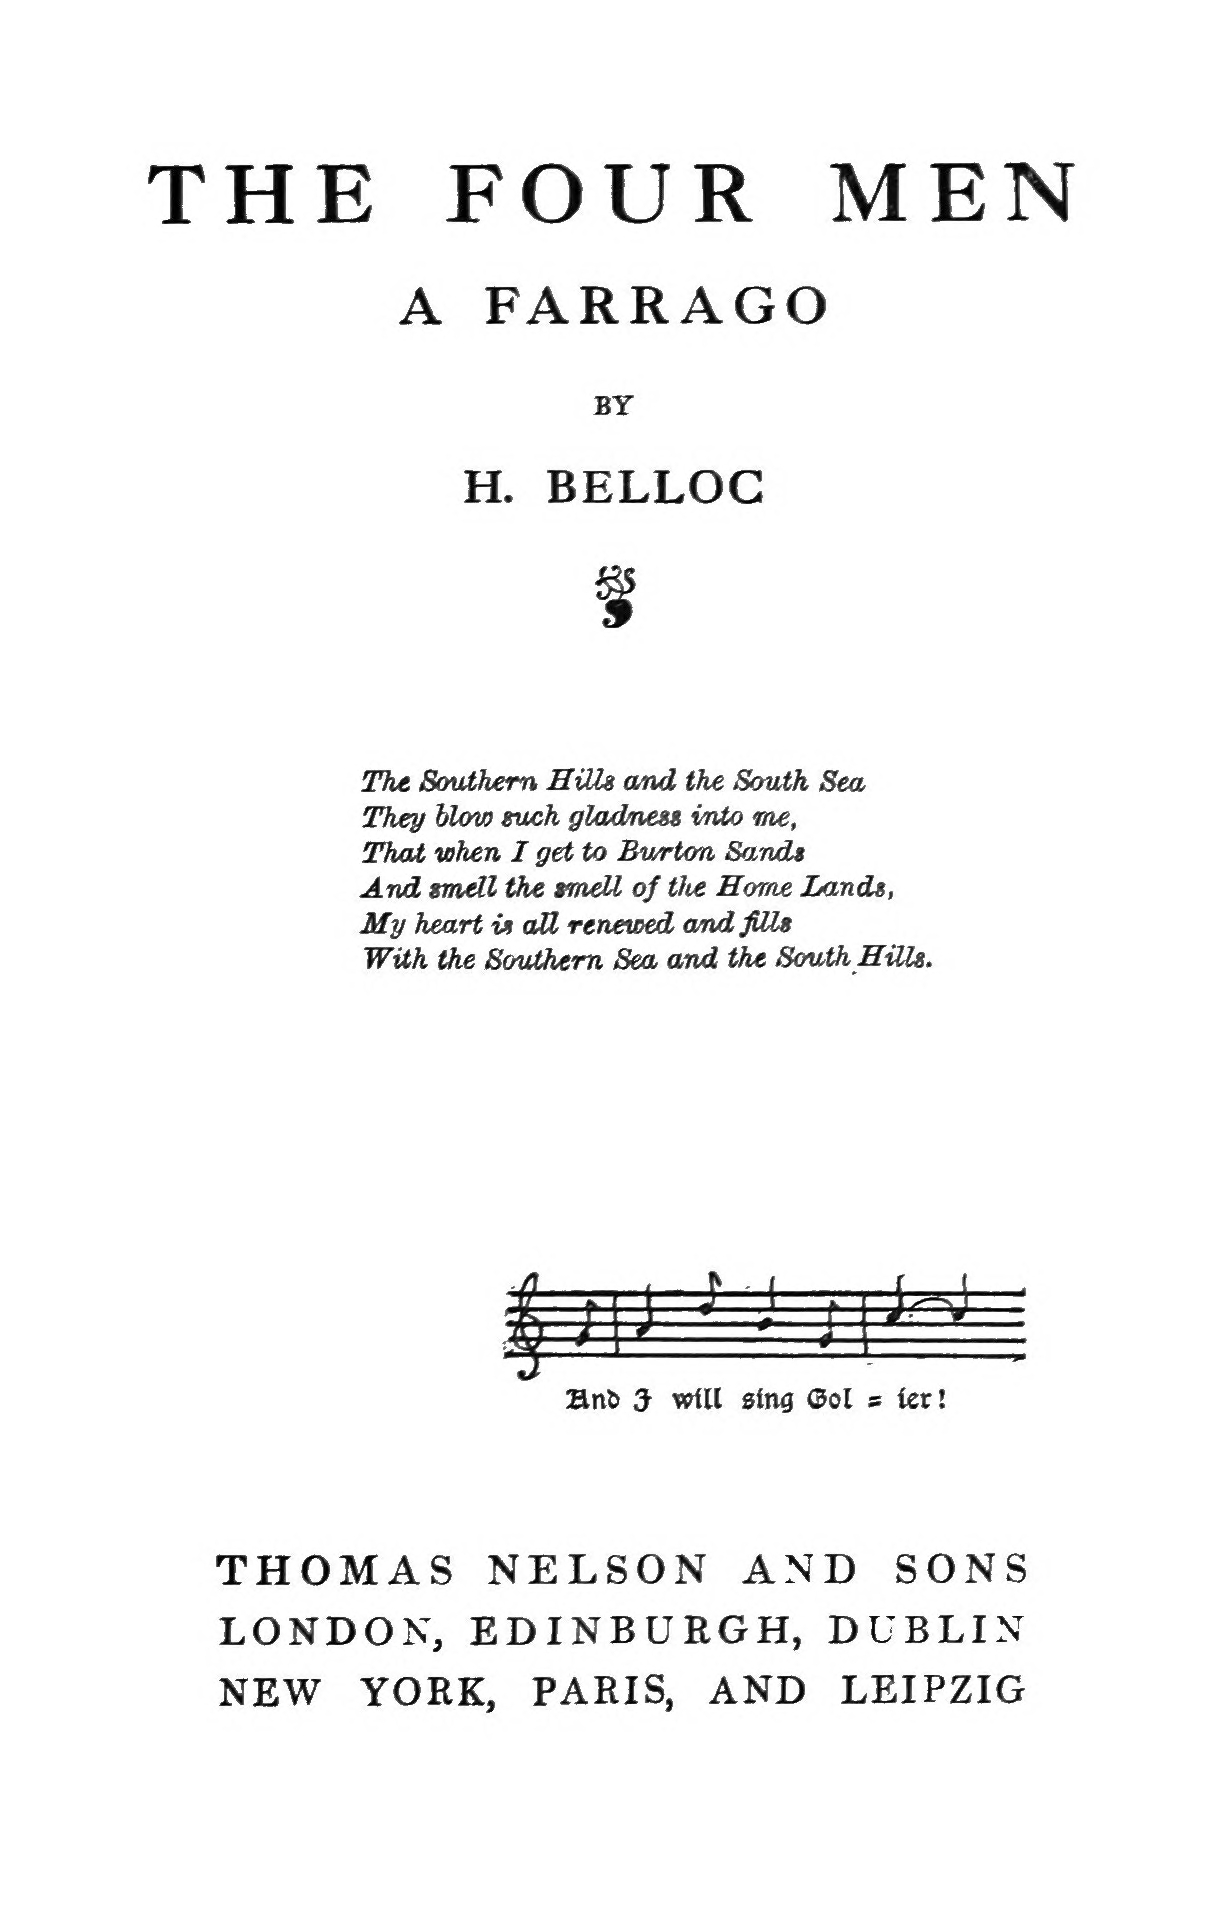 THE FOUR MEN
A FARRAGO
BY
H. BELLOC
The Southern Hills and the South Sea
They blow such gladness into me,
That when I get to Burton Sands
And smell the smell of the Home Lands,
My heart is all renewed and fills
With the Southern Sea and the South Hills.
And I will sing Gol = ier!
THOMAS NELSON AND SONS
LONDON, EDINBURGH, DUBLIN
NEW YORK, PARIS, AND LEIPZIG